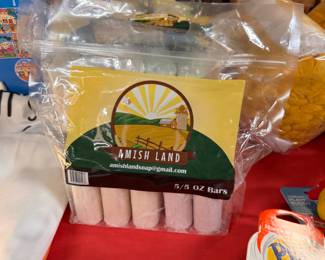 AMISH LAND
amishlandsoap@gmail.com
5/5 OZ Bars